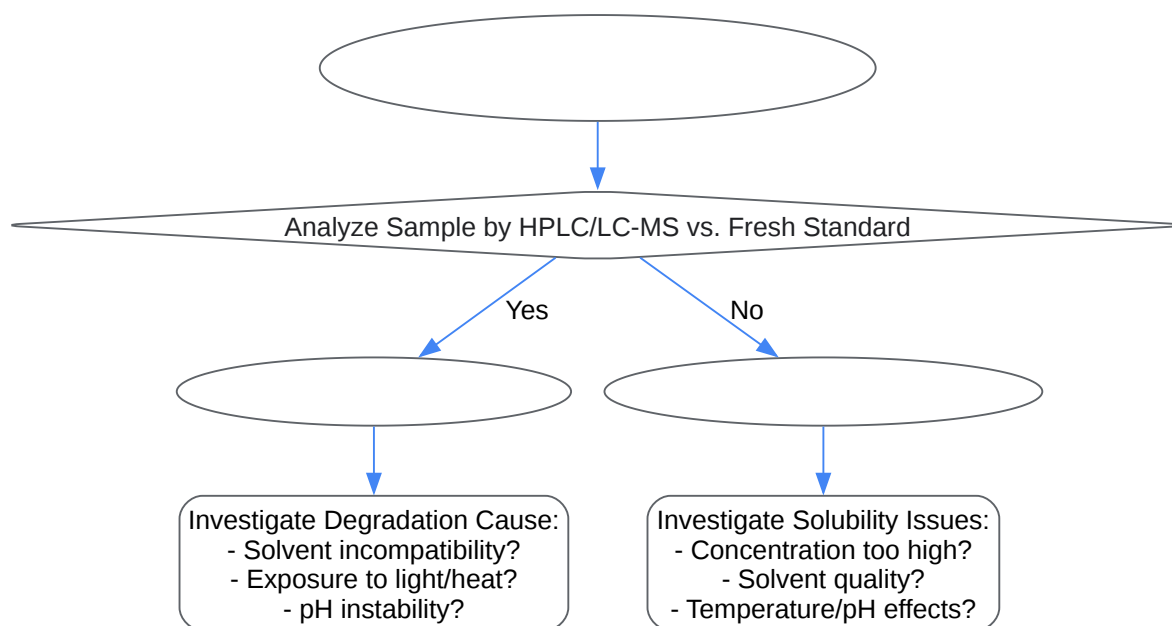 Analyze Sample by HPLC/LC-MS vs. Fresh Standard
Yes
No
Investigate Degradation Cause:
- Solvent incompatibility?
- Exposure to light/heat?
- pH instability?
Investigate Solubility Issues:
- Concentration too high?
- Solvent quality?
- Temperature/pH effects?